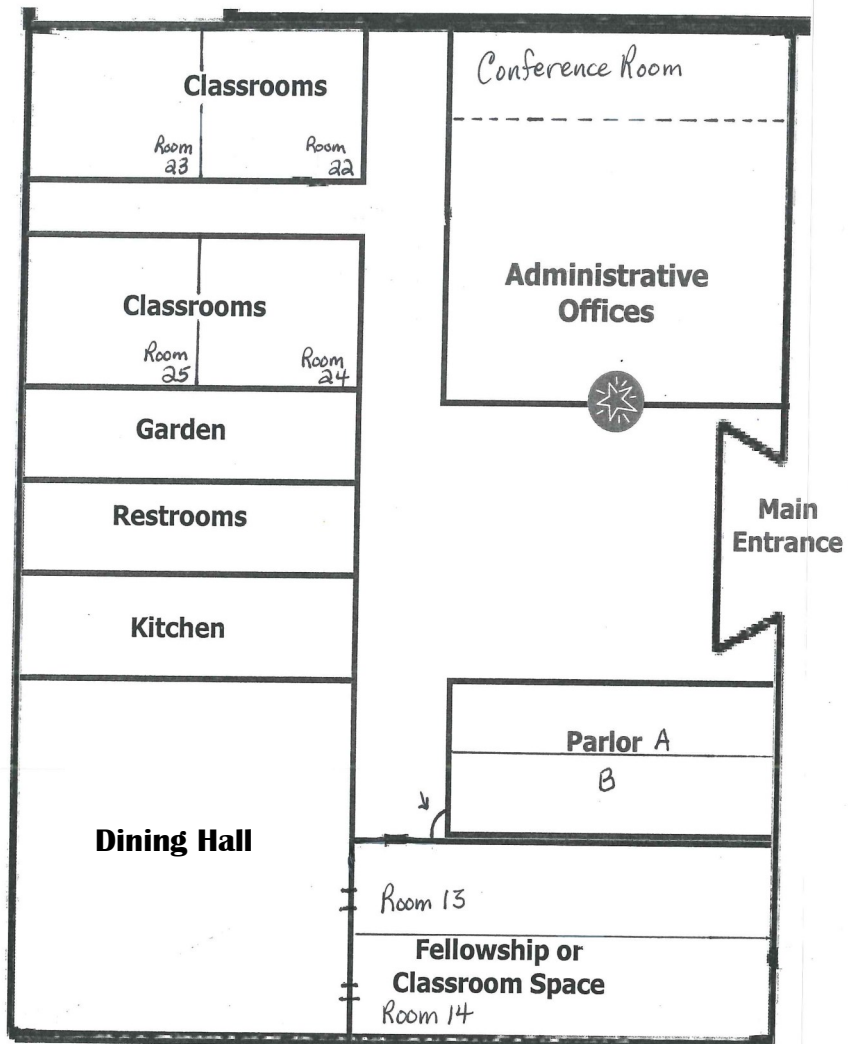 Conference Room
Classrooms
Room
23
Room
22
Administrative
Offices
Classrooms
Room
25
Room
24
Garden
Restrooms
Main
Entrance
Kitchen
Parlor A
B
Dining Hall
Room 13
Fellowship or
Classroom Space
Room 14